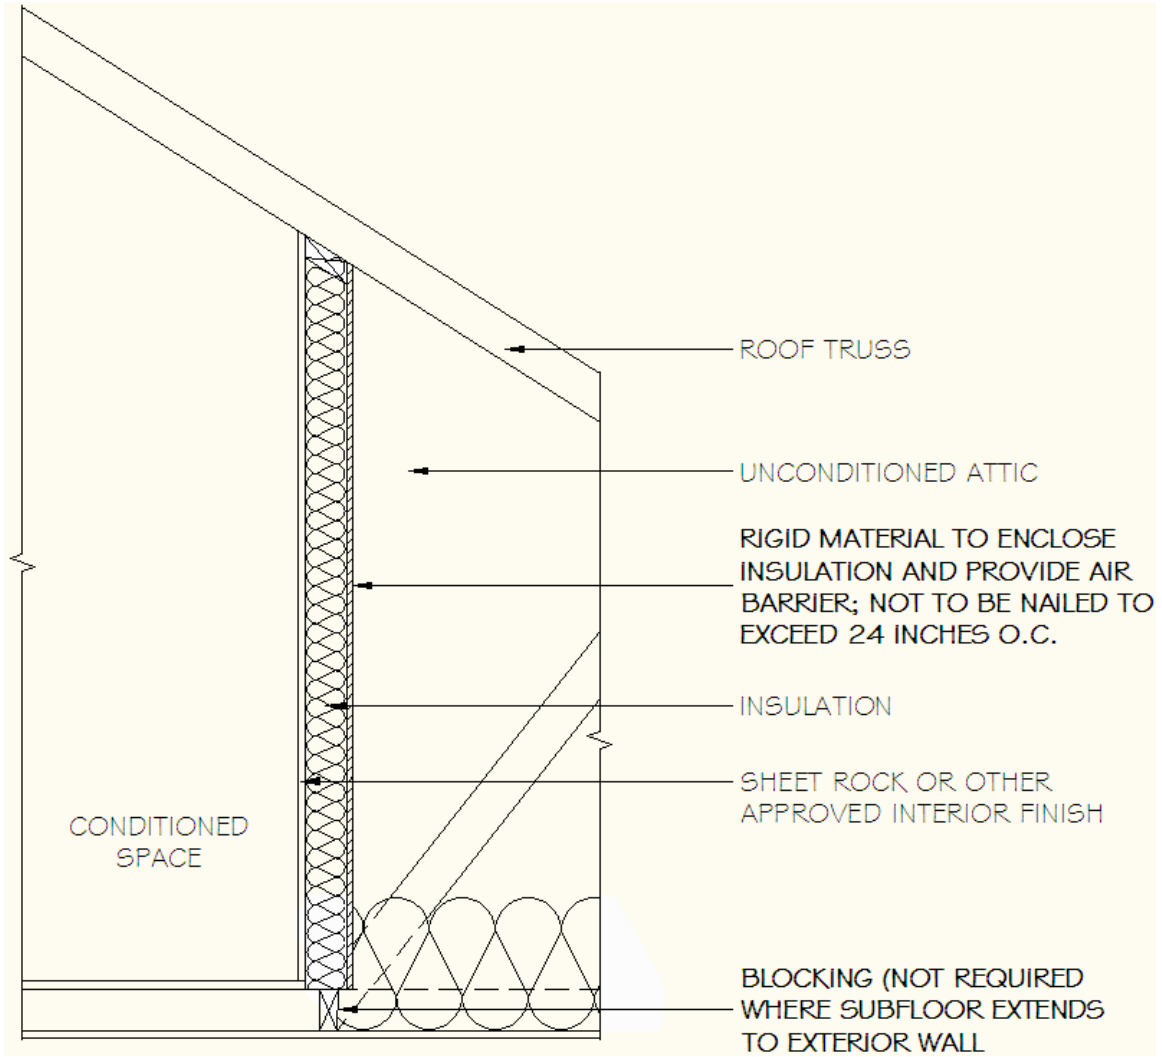 ROOF TRUSS
UNCONDITIONED ATTIC
RIGID MATERIAL TO ENCLOSE
INSULATION AND PROVIDE AIR
BARRIER; NOT TO BE NAILED TO
EXCEED 24 INCHES O.C.
INSULATION
SHEET ROCK OR OTHER
APPROVED INTERIOR FINISH
CONDITIONED
SPACE
BLOCKING (NOT REQUIRED
WHERE SUBFLOOR EXTENDS
TO EXTERIOR WALL